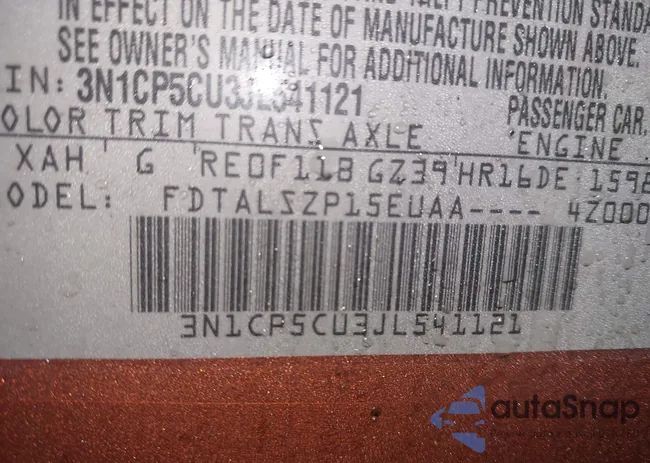 IN EFFECT ON THE DATE OF MANUFACTURE SHOWN ABOVE.
SEE OWNER'S MANUAL FOR ADDITIONAL INFORMATION.
IN: 3N1CP5CU3JL541121 PASSENGER CAR.
OLOR TRIM TRANS AXLE ENGINE
XAH G RE0F11B GZ39 HR16DE 1598
ODEL: FDTALSZP15EUAA---- 4Z000
3N1CP5CU3JL541121
autoSnap